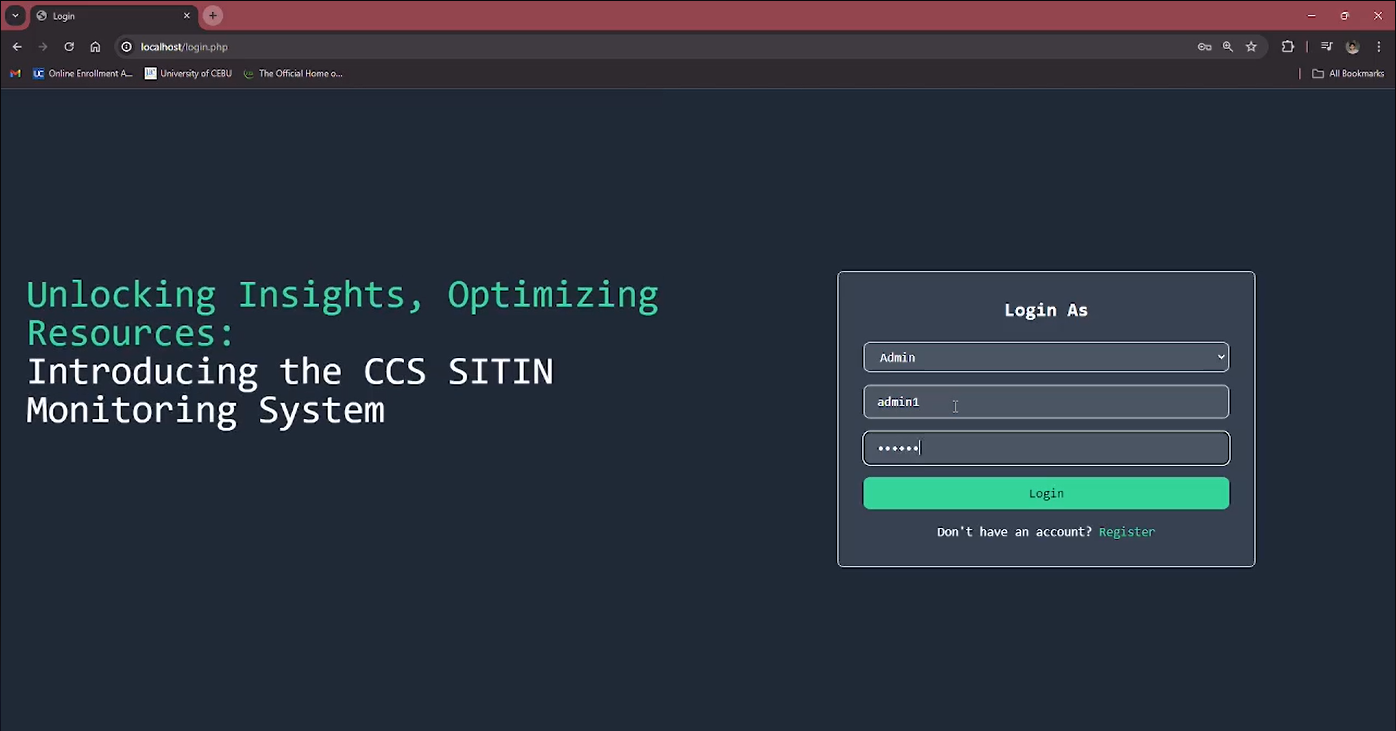 Login
localhost/login.php
Online Enrollment A...
University of CEBU
The Official Home o...
All Bookmarks
Unlocking Insights, Optimizing
Resources:
Introducing the CCS SITIN
Monitoring System
Login As
Admin
admin1
••••••
Login
Don't have an account? Register